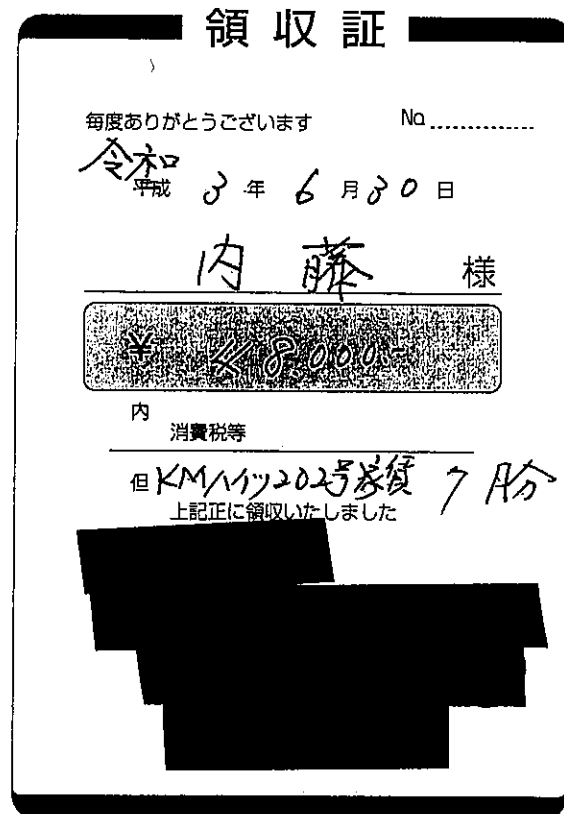 領収証
毎度ありがとうございます No.
令和
平成 3年 6月30日
内藤 様
¥ 48,000.-
内
消費税等
但 KMハイツ202号家賃 7月分
上記正に領収いたしました